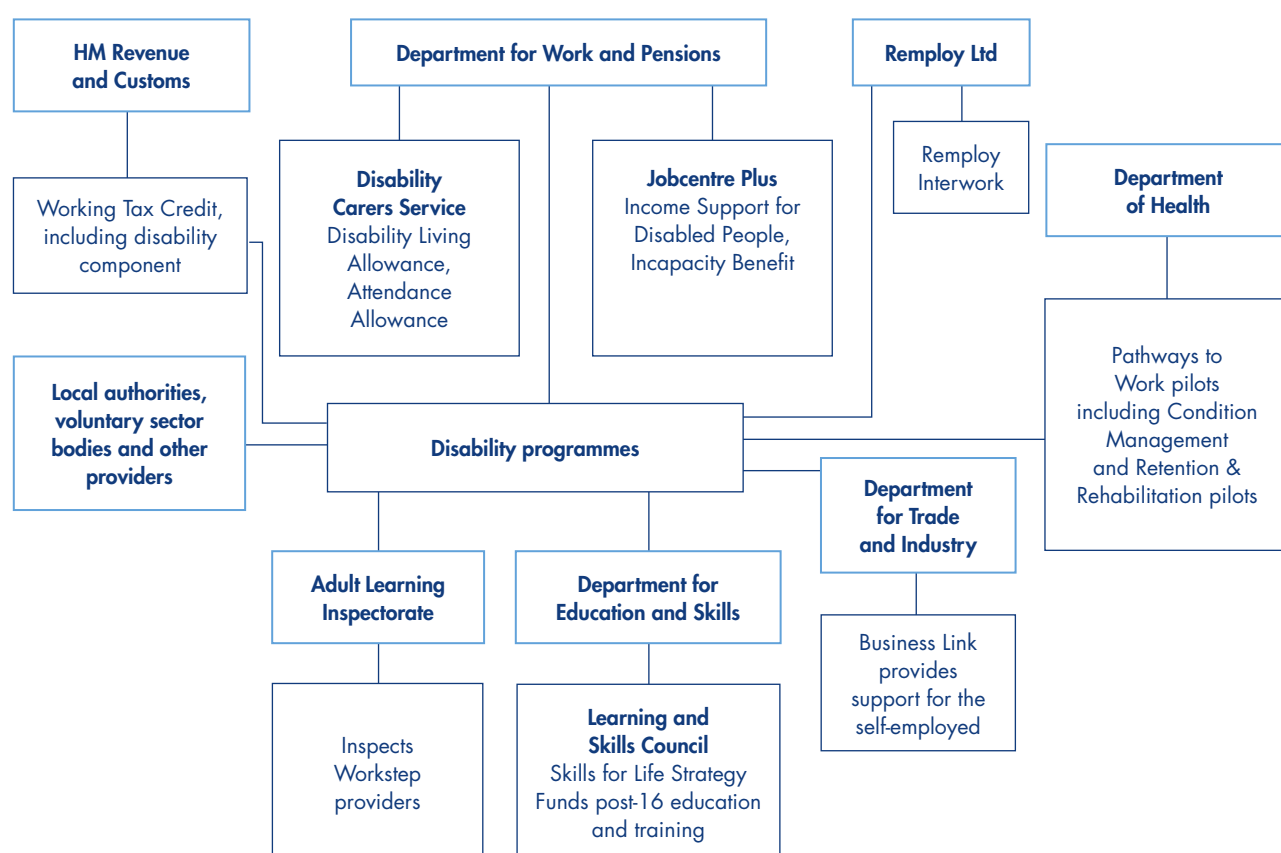 HM Revenue
and Customs
Department for Work and Pensions
Remploy Ltd
Working Tax Credit,
including disability
component
Disability
Carers Service
Disability Living
Allowance,
Attendance
Allowance
Jobcentre Plus
Income Support for
Disabled People,
Incapacity Benefit
Remploy
Interwork
Department
of Health
Pathways to
Work pilots
including Condition
Management
and Retention &
Rehabilitation pilots
Local authorities,
voluntary sector
bodies and other
providers
Disability programmes
Department
for Trade
and Industry
Business Link
provides
support for the
self-employed
Adult Learning
Inspectorate
Inspects
Workstep
providers
Department for
Education and Skills
Learning and
Skills Council
Skills for Life Strategy
Funds post-16 education
and training